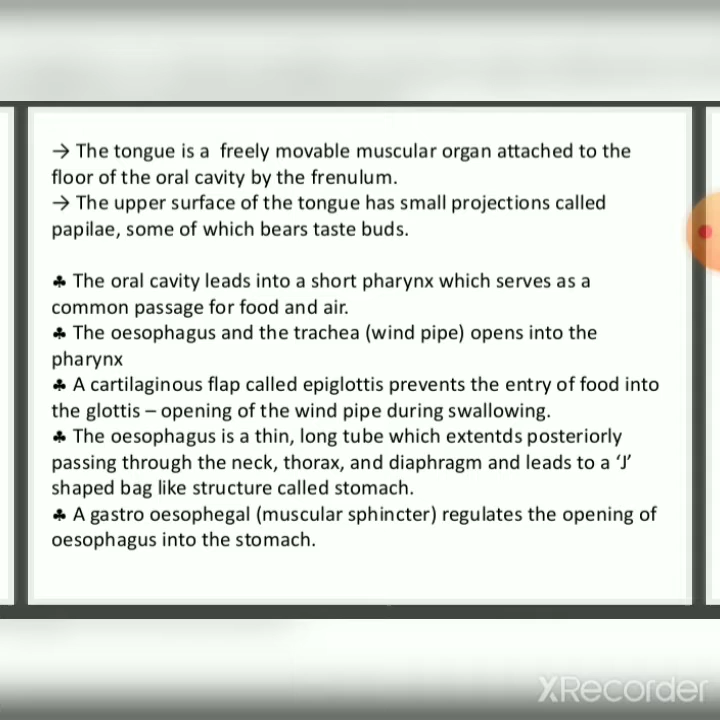 → The tongue is a freely movable muscular organ attached to the
floor of the oral cavity by the frenulum.
→ The upper surface of the tongue has small projections called
papilae, some of which bears taste buds.
♣ The oral cavity leads into a short pharynx which serves as a
common passage for food and air.
♣ The oesophagus and the trachea (wind pipe) opens into the
pharynx
♣ A cartilaginous flap called epiglottis prevents the entry of food into
the glottis – opening of the wind pipe during swallowing.
♣ The oesophagus is a thin, long tube which extentds posteriorly
passing through the neck, thorax, and diaphragm and leads to a ‘J’
shaped bag like structure called stomach.
♣ A gastro oesophegal (muscular sphincter) regulates the opening of
oesophagus into the stomach.
XRecorder